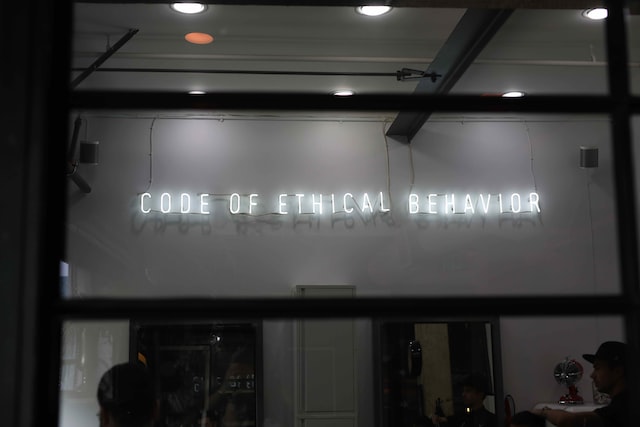 CODE OF ETHICAL BEHAVIOR